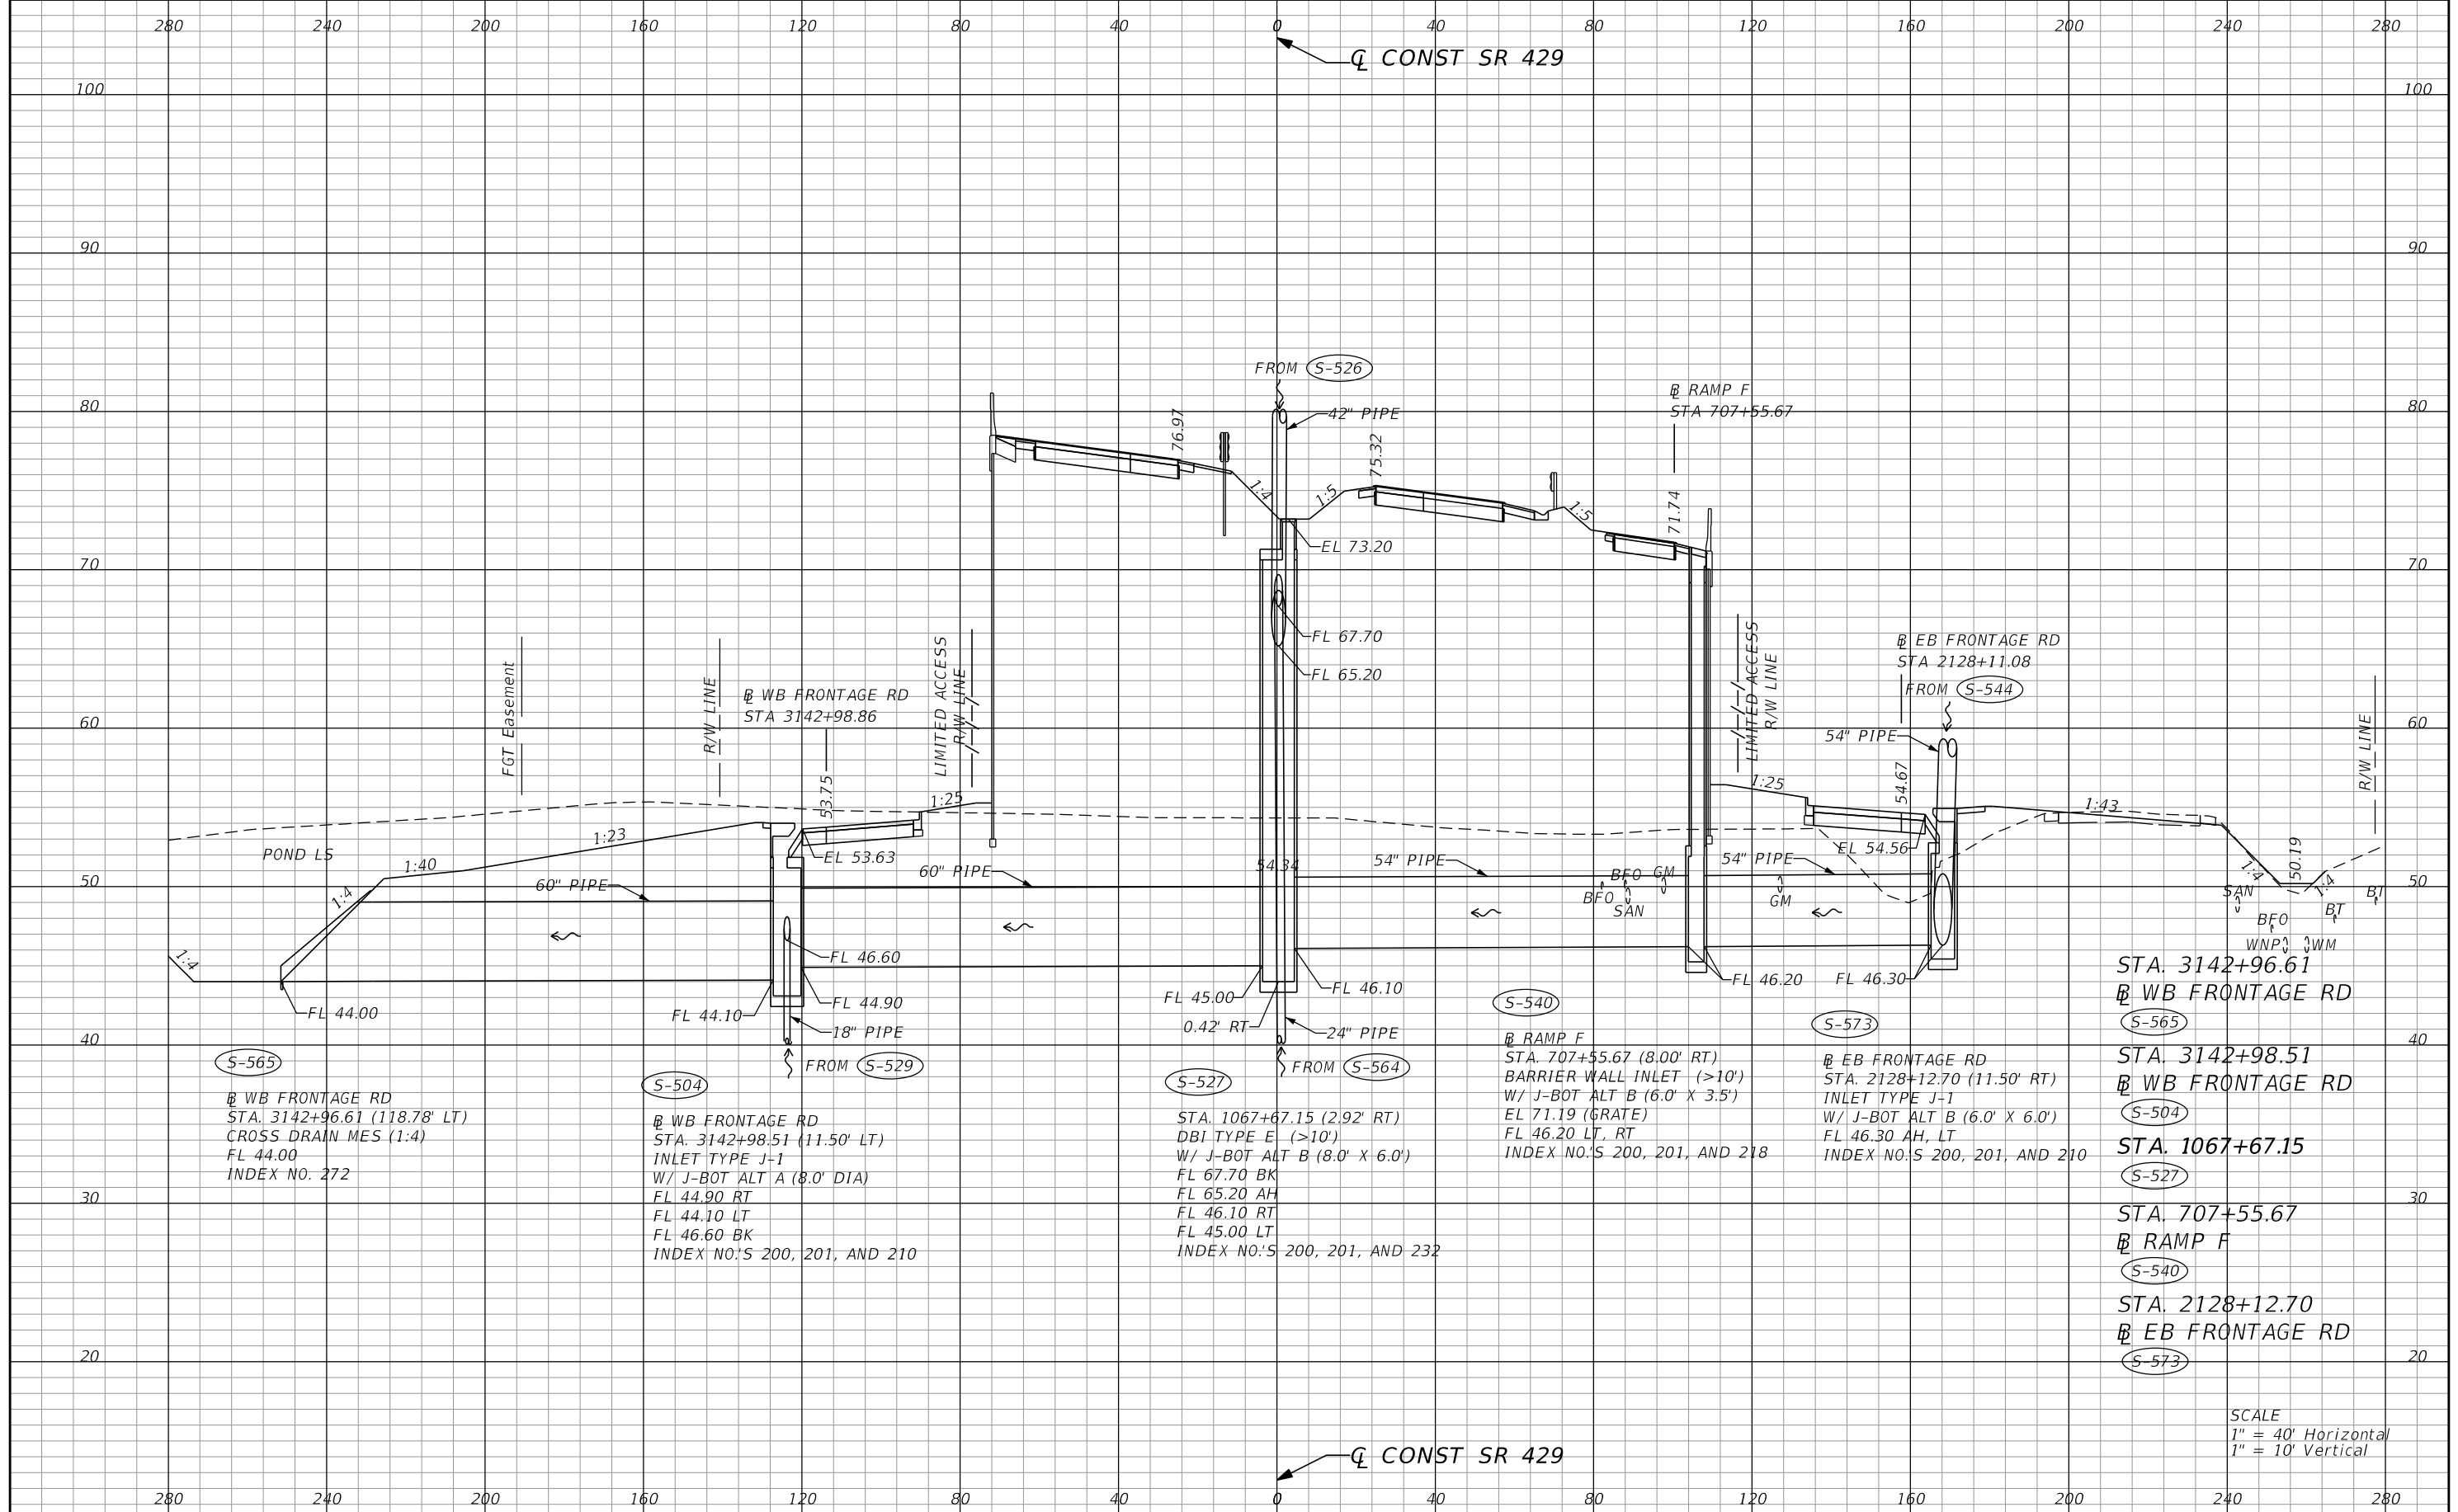 280 240 200 160 120 80 40 0 40 80 120 160 200 240 280
℄ CONST SR 429
100 100
90 90
80 80
70 70
60 60
50 50
40 40
30 30
20 20
FROM S-526
42" PIPE
76.97
75.32
1:4
1:5
1:5
℄ RAMP F
STA 707+55.67
71.74
EL 73.20
FL 67.70
FL 65.20
FGT Easement
R/W LINE
℄ WB FRONTAGE RD
STA 3142+98.86
53.75
LIMITED ACCESS
R/W LINE
LIMITED ACCESS
R/W LINE
℄ EB FRONTAGE RD
STA 2128+11.08
FROM S-544
54" PIPE
54.67
R/W LINE
POND LS
1:4
1:4
1:40
1:23
1:25
1:25
1:43
1:4
1:4
50.19
EL 53.63
60" PIPE
60" PIPE
54.34
54" PIPE
54" PIPE
EL 54.56
BFO
BFO
SAN
GM
GM
SAN
BFO
WNP
WM
BT
BT
FL 44.00
FL 44.10
FL 46.60
FL 44.90
18" PIPE
FROM S-529
FL 45.00
0.42' RT
FL 46.10
24" PIPE
FROM S-564
FL 46.20
FL 46.30
S-565
℄ WB FRONTAGE RD
STA. 3142+96.61 (118.78' LT)
CROSS DRAIN MES (1:4)
FL 44.00
INDEX NO. 272
S-504
℄ WB FRONTAGE RD
STA. 3142+98.51 (11.50' LT)
INLET TYPE J-1
W/ J-BOT ALT A (8.0' DIA)
FL 44.90 RT
FL 44.10 LT
FL 46.60 BK
INDEX NO.'S 200, 201, AND 210
S-527
STA. 1067+67.15 (2.92' RT)
DBI TYPE E (>10')
W/ J-BOT ALT B (8.0' X 6.0')
FL 67.70 BK
FL 65.20 AH
FL 46.10 RT
FL 45.00 LT
INDEX NO.'S 200, 201, AND 232
S-540
℄ RAMP F
STA. 707+55.67 (8.00' RT)
BARRIER WALL INLET (>10')
W/ J-BOT ALT B (6.0' X 3.5')
EL 71.19 (GRATE)
FL 46.20 LT, RT
INDEX NO.'S 200, 201, AND 218
S-573
℄ EB FRONTAGE RD
STA. 2128+12.70 (11.50' RT)
INLET TYPE J-1
W/ J-BOT ALT B (6.0' X 6.0')
FL 46.30 AH, LT
INDEX NO.'S 200, 201, AND 210
STA. 3142+96.61
℄ WB FRONTAGE RD
S-565
STA. 3142+98.51
℄ WB FRONTAGE RD
S-504
STA. 1067+67.15
S-527
STA. 707+55.67
℄ RAMP F
S-540
STA. 2128+12.70
℄ EB FRONTAGE RD
S-573
SCALE
1" = 40' Horizontal
1" = 10' Vertical
℄ CONST SR 429
280 240 200 160 120 80 40 0 40 80 120 160 200 240 280